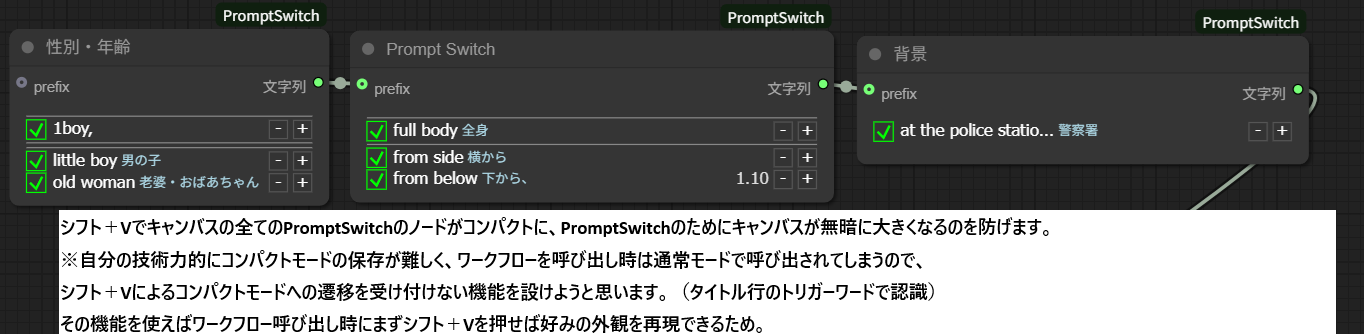 PromptSwitch
性別・年齢
prefix
文字列
1boy,
- +
little boy 男の子
- +
old woman 老婆・おばあちゃん
- +
PromptSwitch
Prompt Switch
prefix
文字列
full body 全身
- +
from side 横から
- +
from below 下から、
1.10 - +
PromptSwitch
背景
prefix
文字列
at the police statio... 警察署
- +
シフト＋Vでキャンバスの全てのPromptSwitchのノードがコンパクトに、PromptSwitchのためにキャンバスが無暗に大きくなるのを防げます。
※自分の技術力的にコンパクトモードの保存が難しく、ワークフローを呼び出し時は通常モードで呼び出されてしまうので、
シフト＋Vによるコンパクトモードへの遷移を受け付けない機能を設けようと思います。（タイトル行のトリガーワードで認識）
その機能を使えばワークフロー呼び出し時にまずシフト＋Vを押せば好みの外観を再現できるため。